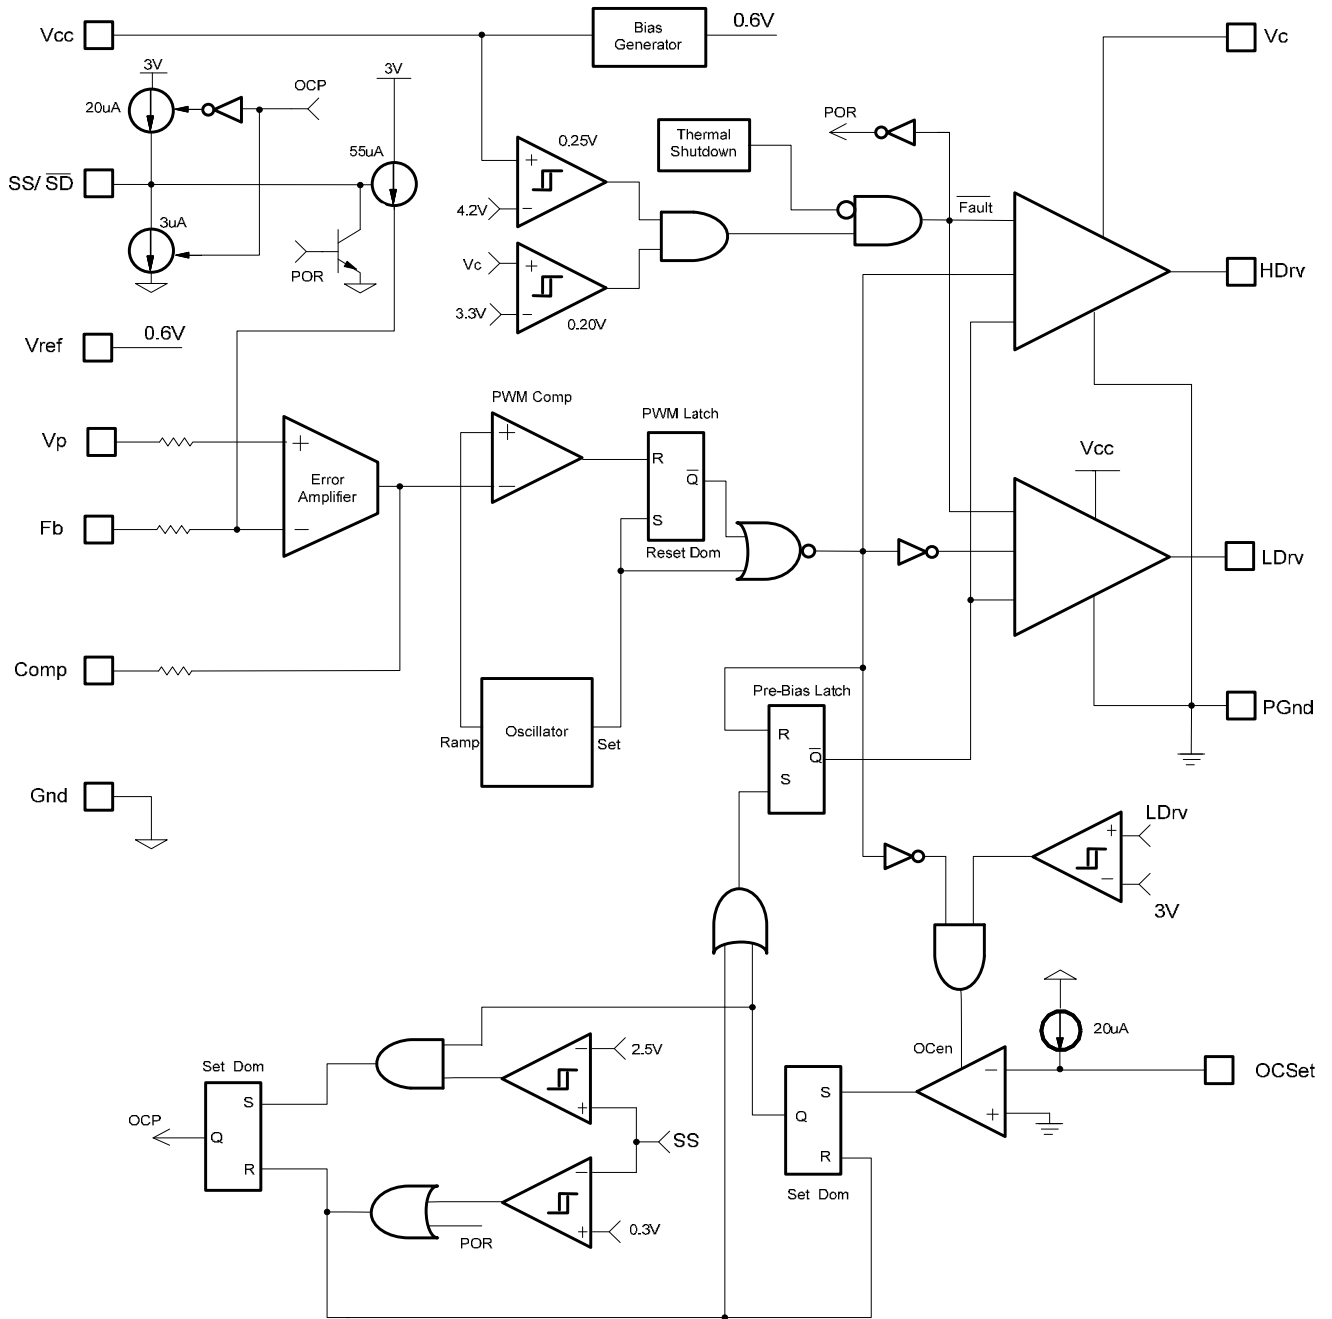 Vcc
Bias
Generator
0.6V
Vc
3V
20uA
OCP
3V
55uA
SS/ SD
3uA
POR
0.25V
+
4.2V
−
Vc
+
3.3V
−
0.20V
Thermal
Shutdown
POR
Fault
HDrv
Vref
0.6V
Vp
+
Error
Amplifier
−
Fb
PWM Comp
+
−
PWM Latch
R
Q
S
Reset Dom
Vcc
LDrv
Comp
Ramp
Oscillator
Set
Pre-Bias Latch
R
Q
S
PGnd
Gnd
LDrv
+
−
3V
20uA
OCen
−
+
OCSet
2.5V
−
+
SS
−
+
0.3V
POR
Set Dom
S
Q
R
OCP
S
Q
R
Set Dom